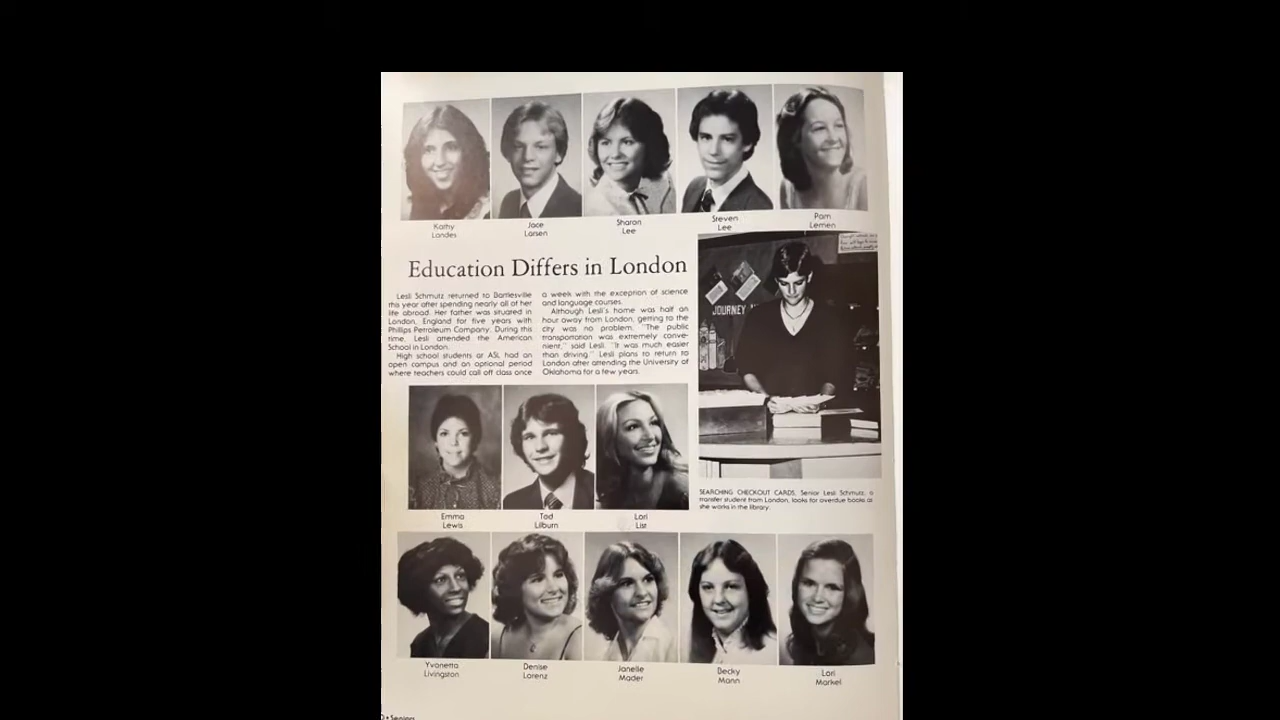 Kathy
Landes
Jace
Larsen
Sharon
Lee
Steven
Lee
Pam
Lemen
Education Differs in London
Lesli Schmutz returned to Bartlesville
this year after spending nearly all of her
life abroad. Her father was situated in
London, England for five years with
Phillips Petroleum Company. During this
time, Lesli attended the American
School in London.
High school students at ASL had an
open campus and an optional period
where teachers could call off class once
a week with the exception of science
and language courses.
Although Lesli's home was half an
hour away from London, getting to the
city was no problem. "The public
transportation was extremely conve-
nient," said Lesli. "It was much easier
than driving." Lesli plans to return to
London after attending the University of
Oklahoma for a few years.
JOURNEY
SEARCHING CHECKOUT CARDS, Senior Lesli Schmutz, a
transfer student from London, looks for overdue books as
she works in the library.
Emma
Lewis
Tod
Lilburn
Lori
List
Yvonetta
Livingston
Denise
Lorenz
Janelle
Mader
Becky
Mann
Lori
Markel
• Seniors